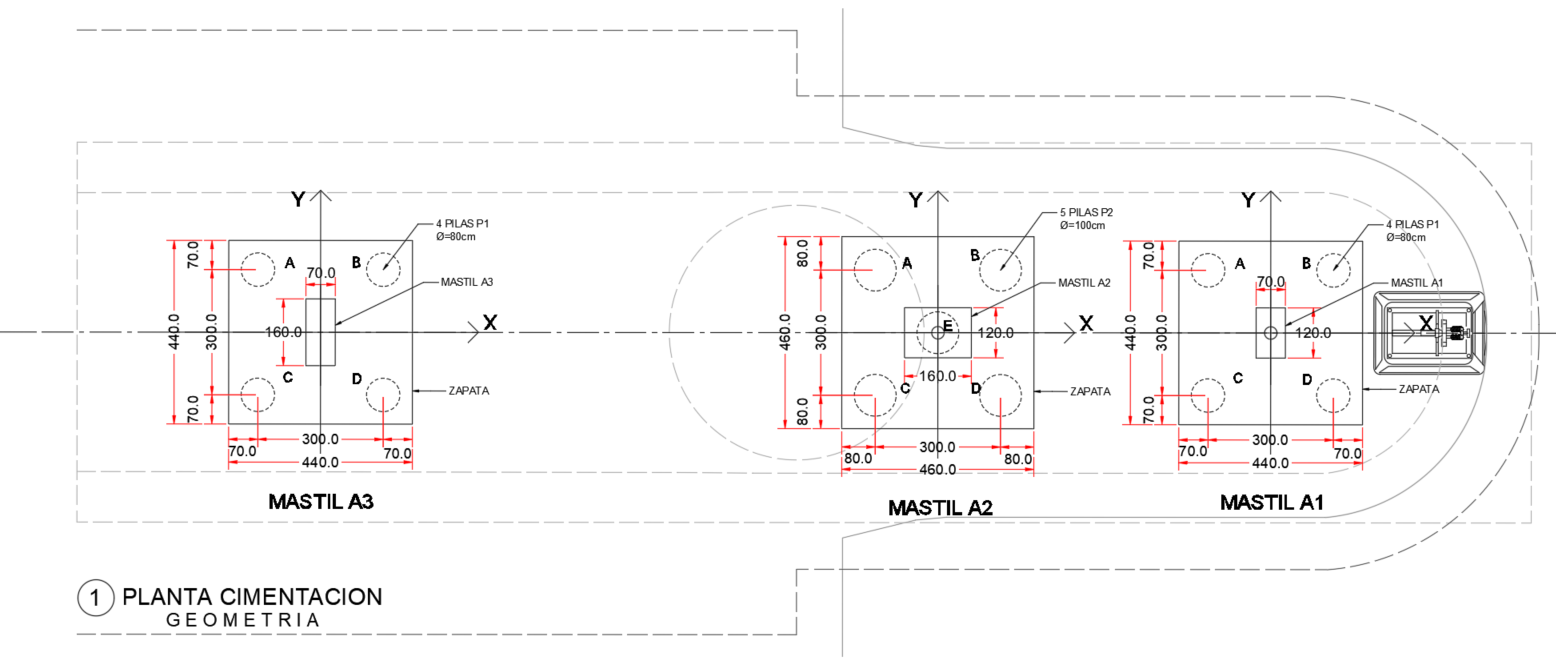 Y
4 PILAS P1
Ø=80cm
A
B
70.0
70.0
MASTIL A3
X
440.0
300.0
160.0
C
D
ZAPATA
70.0
300.0
70.0
70.0
440.0
MASTIL A3
Y
5 PILAS P2
Ø=100cm
80.0
A
B
MASTIL A2
X
460.0
300.0
E
120.0
160.0
C
D
ZAPATA
80.0
300.0
80.0
80.0
460.0
MASTIL A2
Y
4 PILAS P1
Ø=80cm
70.0
A
B
70.0
MASTIL A1
X
440.0
300.0
120.0
C
D
ZAPATA
70.0
300.0
70.0
70.0
440.0
MASTIL A1
1 PLANTA CIMENTACION
GEOMETRIA